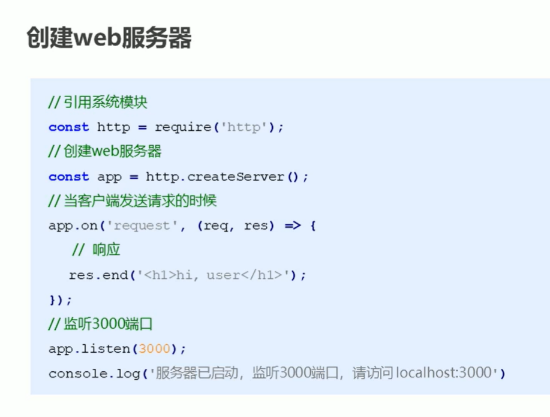 创建web服务器
//引用系统模块
const http = require('http');
//创建web服务器
const app = http.createServer();
//当客户端发送请求的时候
app.on('request', (req, res) => {
// 响应
res.end('<h1>hi, user</h1>');
});
//监听3000端口
app.listen(3000);
console.log('服务器已启动，监听3000端口，请访问 localhost:3000')